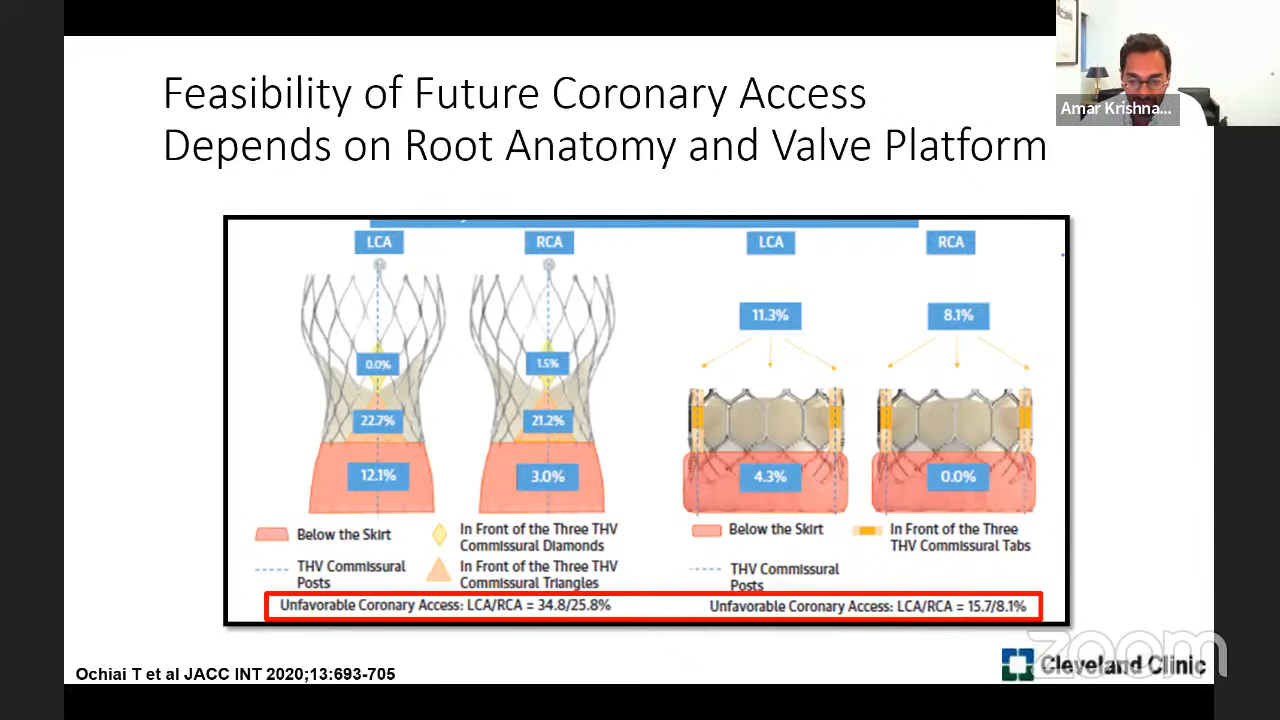 Feasibility of Future Coronary Access
Depends on Root Anatomy and Valve Platform
Amar Krishna...
LCA
RCA
LCA
RCA
11.3%
8.1%
0.0%
1.5%
22.7%
21.2%
12.1%
3.0%
4.3%
0.0%
Below the Skirt
In Front of the Three THV
Commissural Diamonds
THV Commissural
Posts
In Front of the Three THV
Commissural Triangles
Below the Skirt
In Front of the Three
THV Commissural Tabs
THV Commissural
Posts
Unfavorable Coronary Access: LCA/RCA = 34.8/25.8%
Unfavorable Coronary Access: LCA/RCA = 15.7/8.1%
Ochiai T et al JACC INT 2020;13:693-705
zoom
Cleveland Clinic